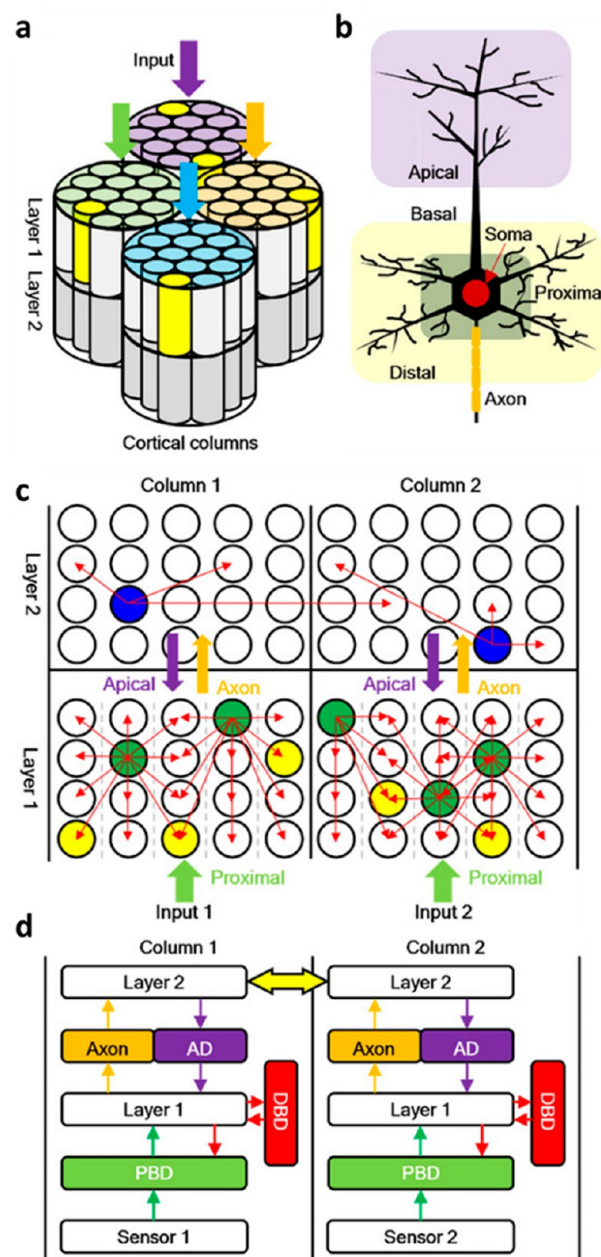 a
Input
Layer 1
Layer 2
Cortical columns
b
Apical
Basal
Soma
Proxima
Distal
Axon
c
Column 1
Column 2
Layer 2
Apical
Axon
Apical
Axon
Layer 1
Proximal
Proximal
Input 1
Input 2
d
Column 1
Column 2
Layer 2
Layer 2
Axon
AD
Axon
AD
Layer 1
DBD
Layer 1
DBD
PBD
PBD
Sensor 1
Sensor 2